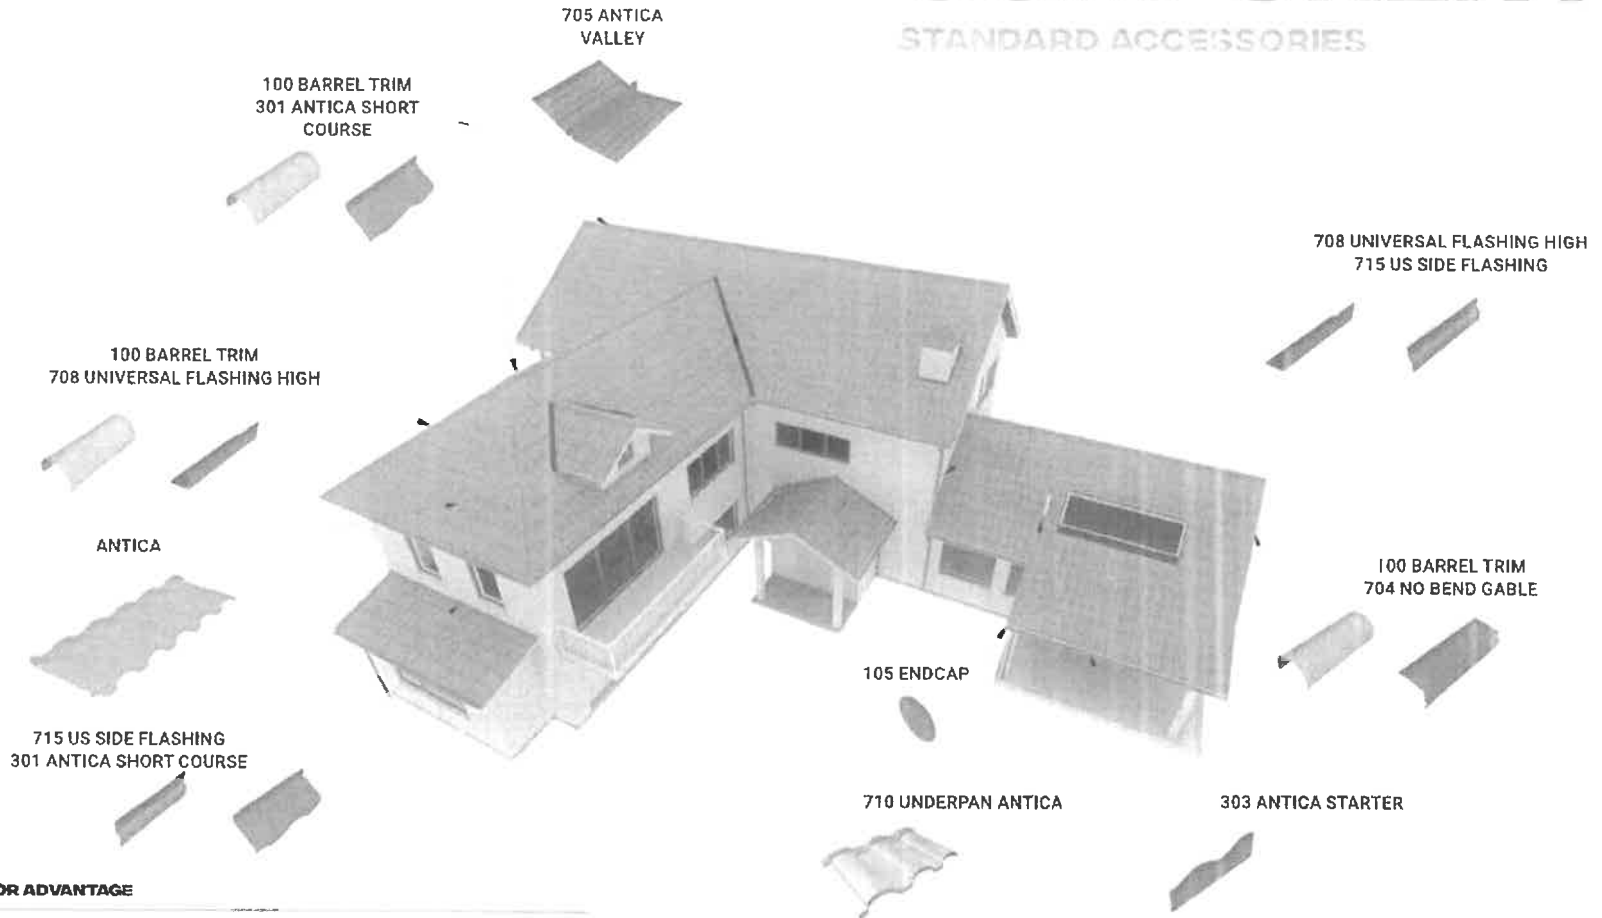 705 ANTICA
VALLEY
STANDARD ACCESSORIES
100 BARREL TRIM
301 ANTICA SHORT
COURSE
708 UNIVERSAL FLASHING HIGH
715 US SIDE FLASHING
100 BARREL TRIM
708 UNIVERSAL FLASHING HIGH
ANTICA
100 BARREL TRIM
704 NO BEND GABLE
105 ENDCAP
715 US SIDE FLASHING
301 ANTICA SHORT COURSE
710 UNDERPAN ANTICA
303 ANTICA STARTER
OR ADVANTAGE